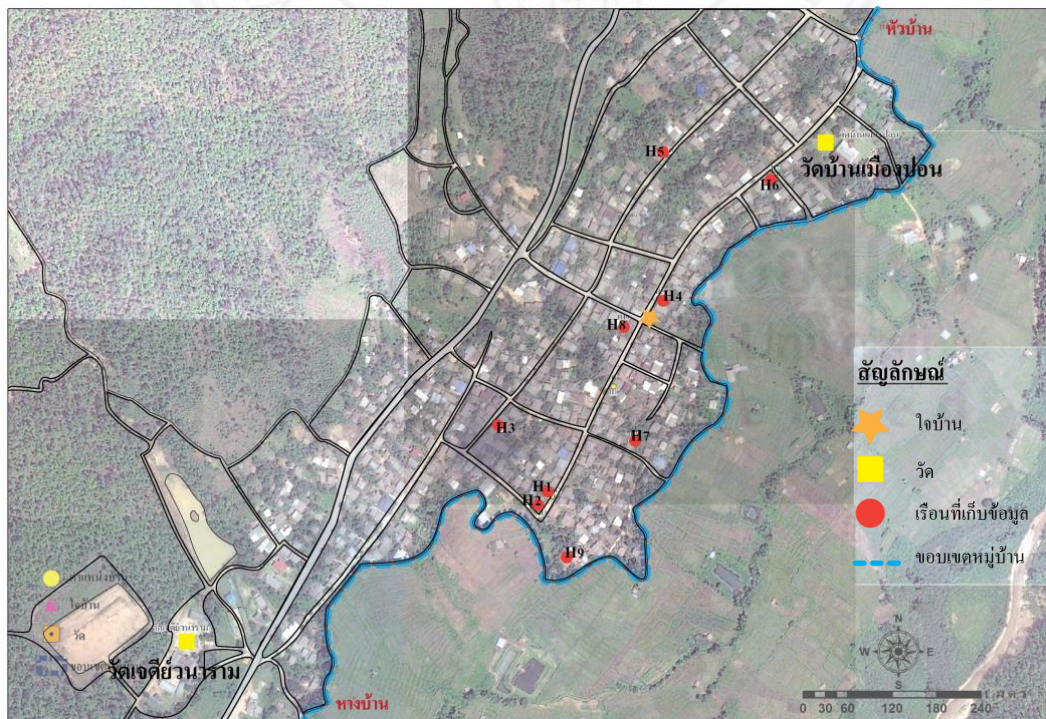 หัวบ้าน
วัดบ้านเมืองปอน
H5
H6
H4
H8
H3
H7
H1
H2
H9
สัญลักษณ์
ใจบ้าน
วัด
เรือนที่เก็บข้อมูล
ขอบเขตหมู่บ้าน
ใจบ้าน
วัด
วัดเจดีย์วนาราม
หางบ้าน
N
W E
S
เมตร
0 30 60 120 180 240